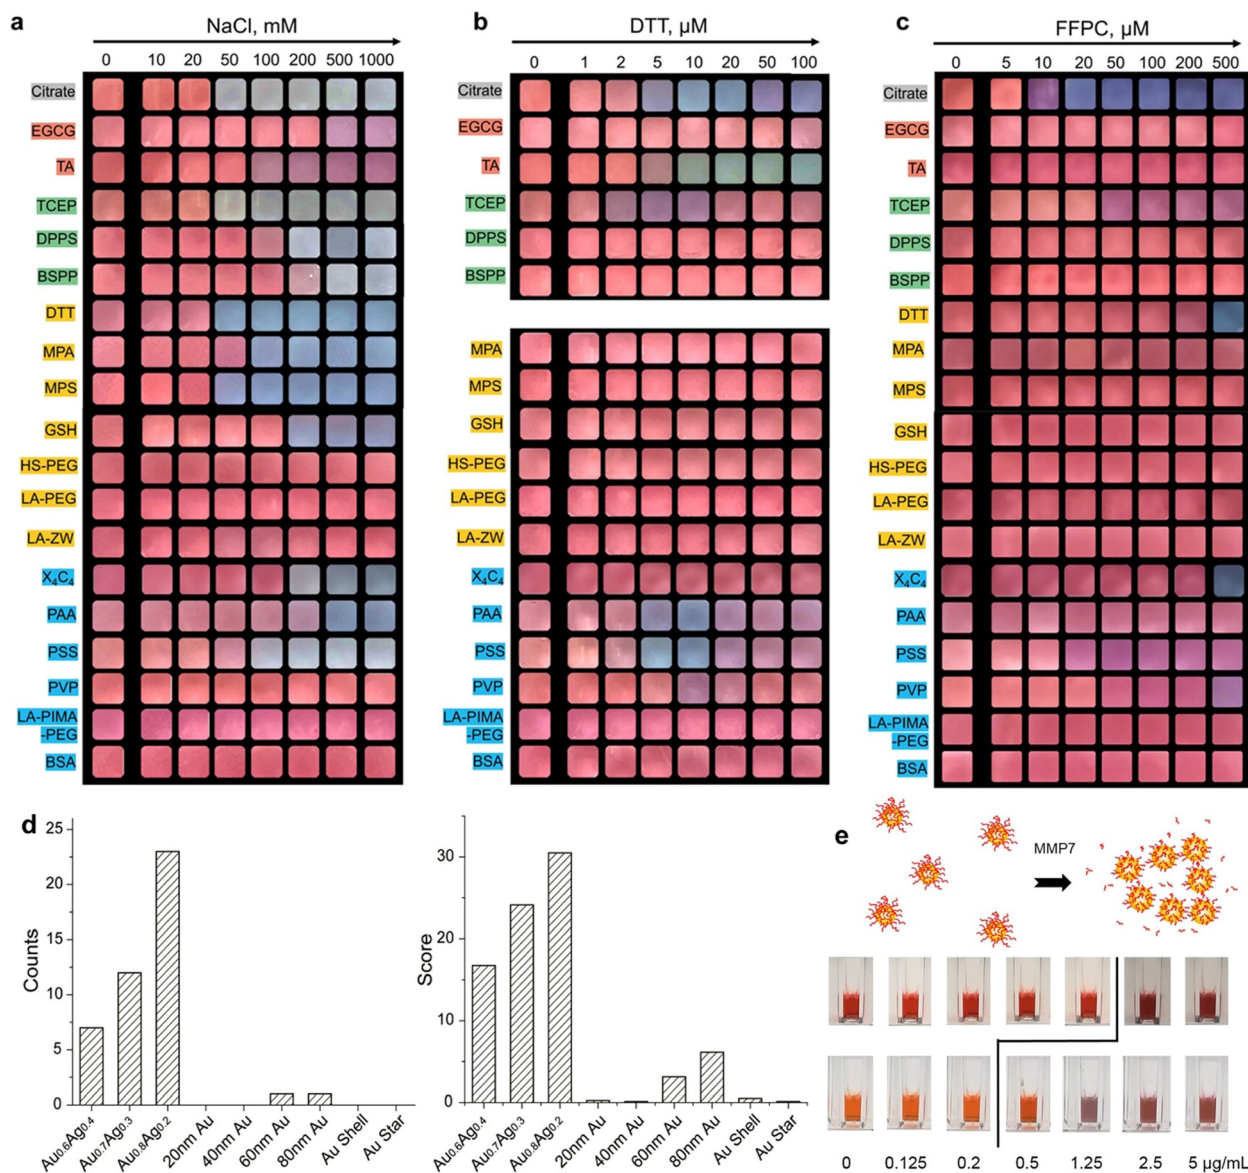 a
NaCl, mM
0 10 20 50 100 200 500 1000
Citrate
EGCG
TA
TCEP
DPPS
BSPP
DTT
MPA
MPS
GSH
HS-PEG
LA-PEG
LA-ZW
X₄C₄
PAA
PSS
PVP
LA-PIMA
-PEG
BSA
b
DTT, µM
0 1 2 5 10 20 50 100
Citrate
EGCG
TA
TCEP
DPPS
BSPP
MPA
MPS
GSH
HS-PEG
LA-PEG
LA-ZW
X₄C₄
PAA
PSS
PVP
LA-PIMA
-PEG
BSA
c
FFPC, µM
0 5 10 20 50 100 200 500
Citrate
EGCG
TA
TCEP
DPPS
BSPP
DTT
MPA
MPS
GSH
HS-PEG
LA-PEG
LA-ZW
X₄C₄
PAA
PSS
PVP
LA-PIMA
-PEG
BSA
d
Counts
25
20
15
10
5
0
Au₀.₆Ag₀.₄
Au₀.₇Ag₀.₃
Au₀.₈Ag₀.₂
20nm Au
40nm Au
60nm Au
80nm Au
Au Shell
Au Star
Score
30
20
10
0
Au₀.₆Ag₀.₄
Au₀.₇Ag₀.₃
Au₀.₈Ag₀.₂
20nm Au
40nm Au
60nm Au
80nm Au
Au Shell
Au Star
e
MMP7
0 0.125 0.2 0.5 1.25 2.5 5 µg/mL